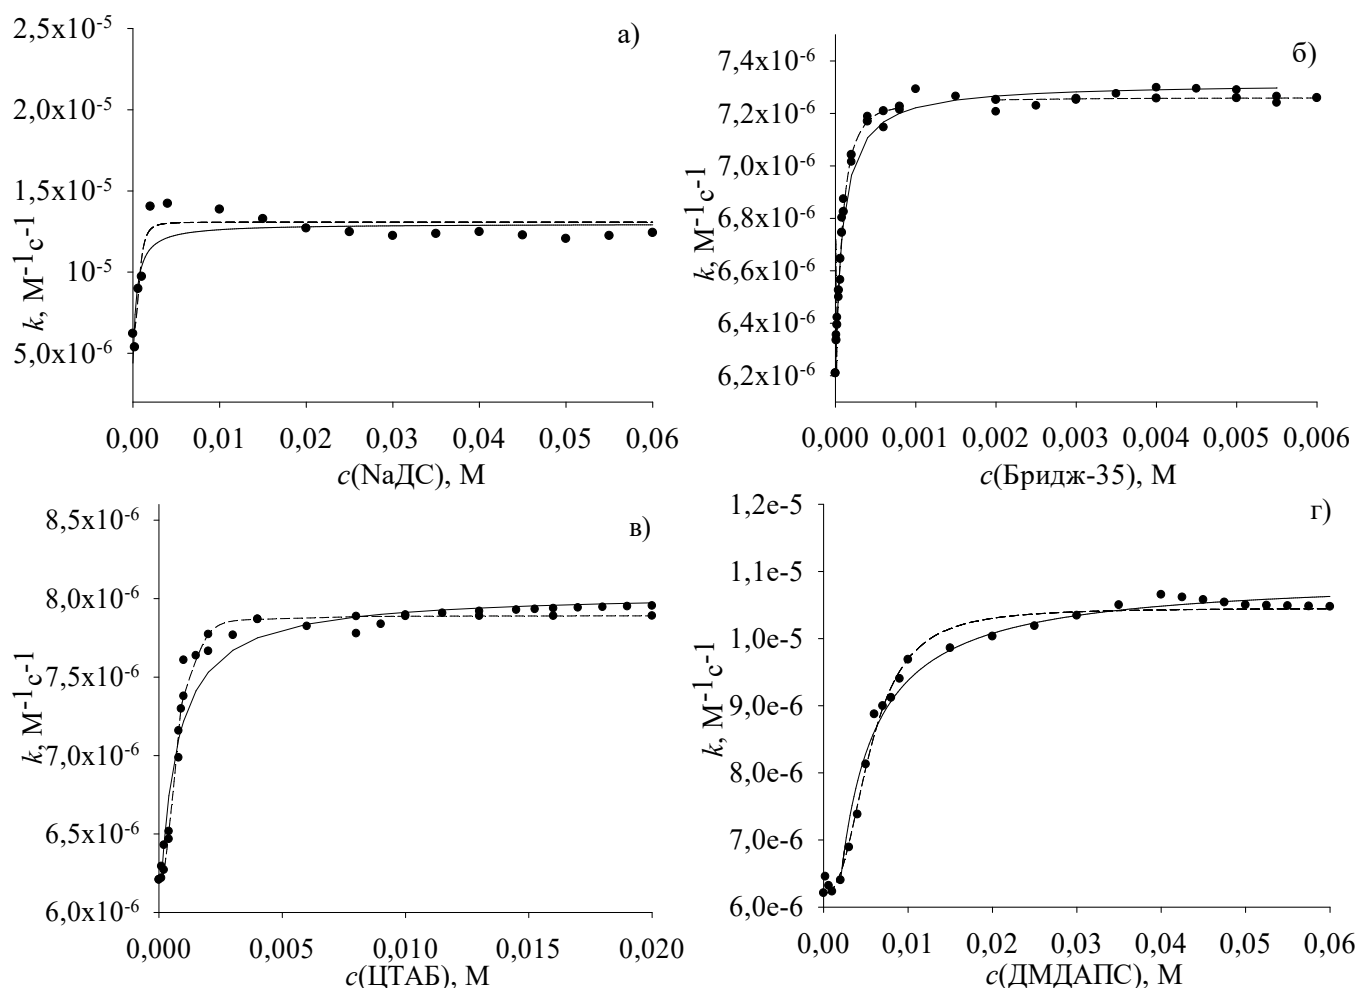 а)
2,5x10⁻⁵
2,0x10⁻⁵
1,5x10⁻⁵
10⁻⁵
5,0x10⁻⁶
k, М⁻¹с⁻¹
0,00 0,01 0,02 0,03 0,04 0,05 0,06
c(NaДС), М
б)
7,4x10⁻⁶
7,2x10⁻⁶
7,0x10⁻⁶
6,8x10⁻⁶
6,6x10⁻⁶
6,4x10⁻⁶
6,2x10⁻⁶
k, М⁻¹с⁻¹
0,000 0,001 0,002 0,003 0,004 0,005 0,006
c(Бридж-35), М
в)
8,5x10⁻⁶
8,0x10⁻⁶
7,5x10⁻⁶
7,0x10⁻⁶
6,5x10⁻⁶
6,0x10⁻⁶
k, М⁻¹с⁻¹
0,000 0,005 0,010 0,015 0,020
c(ЦТАБ), М
г)
1,2e-5
1,1e-5
1,0e-5
9,0e-6
8,0e-6
7,0e-6
6,0e-6
k, М⁻¹с⁻¹
0,00 0,01 0,02 0,03 0,04 0,05 0,06
c(ДМДАПС), М